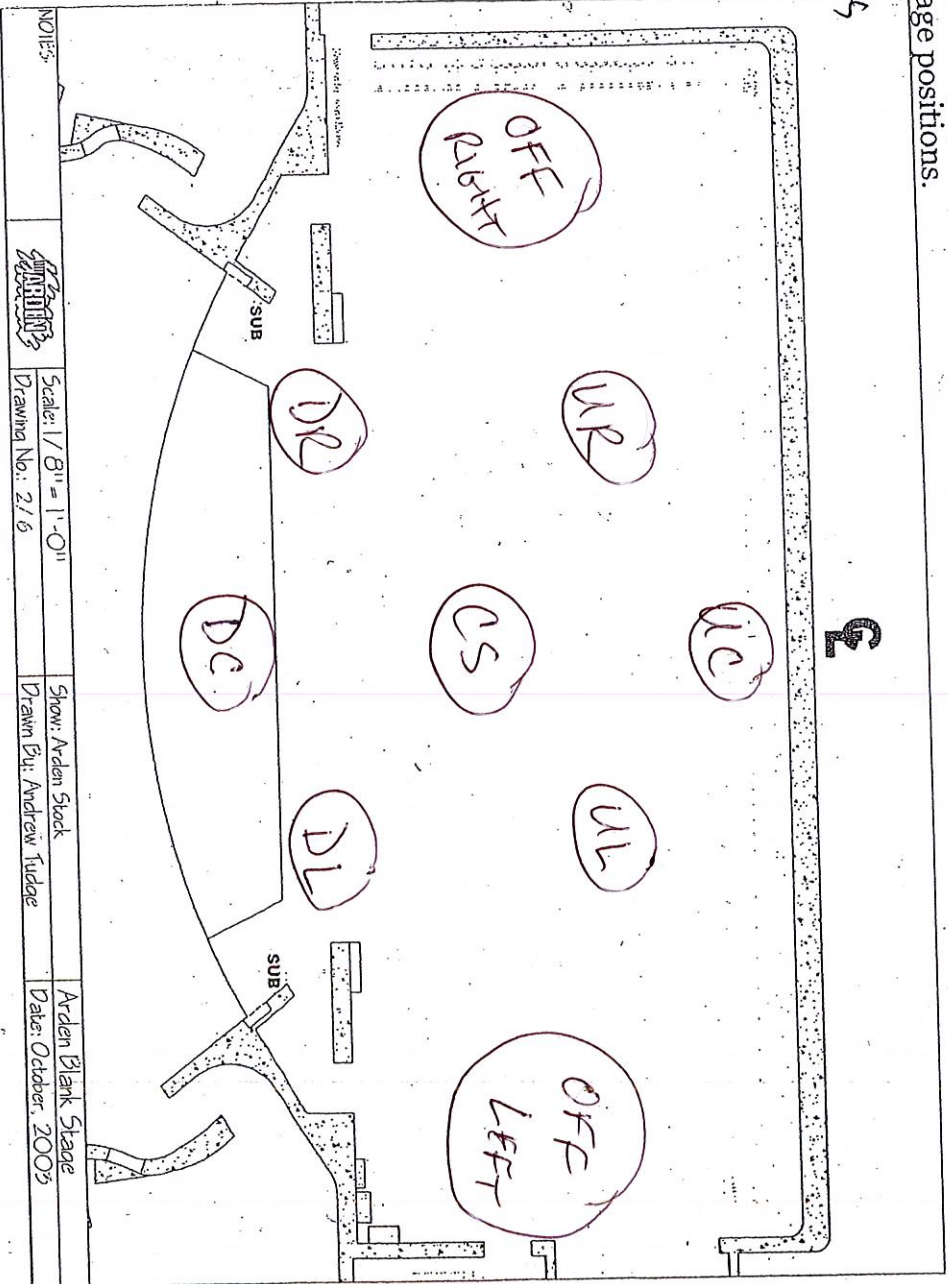 age positions.
OFF
RIGHT
UR
UC
UL
OFF
LEFT
CS
DR
DC
DL
SUB
SUB
CL
NOTES
ARDEN
Scale: 1/8" = 1'-0"
Drawing No.: 2/6
Show: Arden Stock
Drawn By: Andrew Tudge
Arden Blank Stage
Date: October, 2003